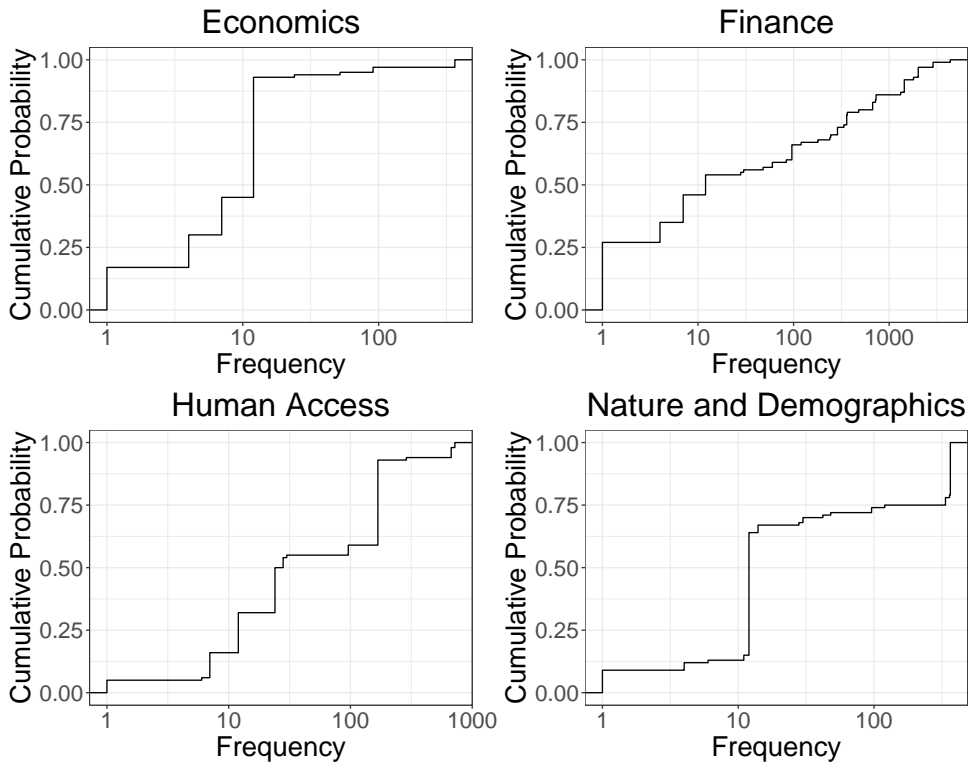 Economics
Cumulative Probability
1.00
0.75
0.50
0.25
0.00
1 10 100
Frequency
Finance
Cumulative Probability
1.00
0.75
0.50
0.25
0.00
1 10 100 1000
Frequency
Human Access
Cumulative Probability
1.00
0.75
0.50
0.25
0.00
1 10 100 1000
Frequency
Nature and Demographics
Cumulative Probability
1.00
0.75
0.50
0.25
0.00
1 10 100
Frequency